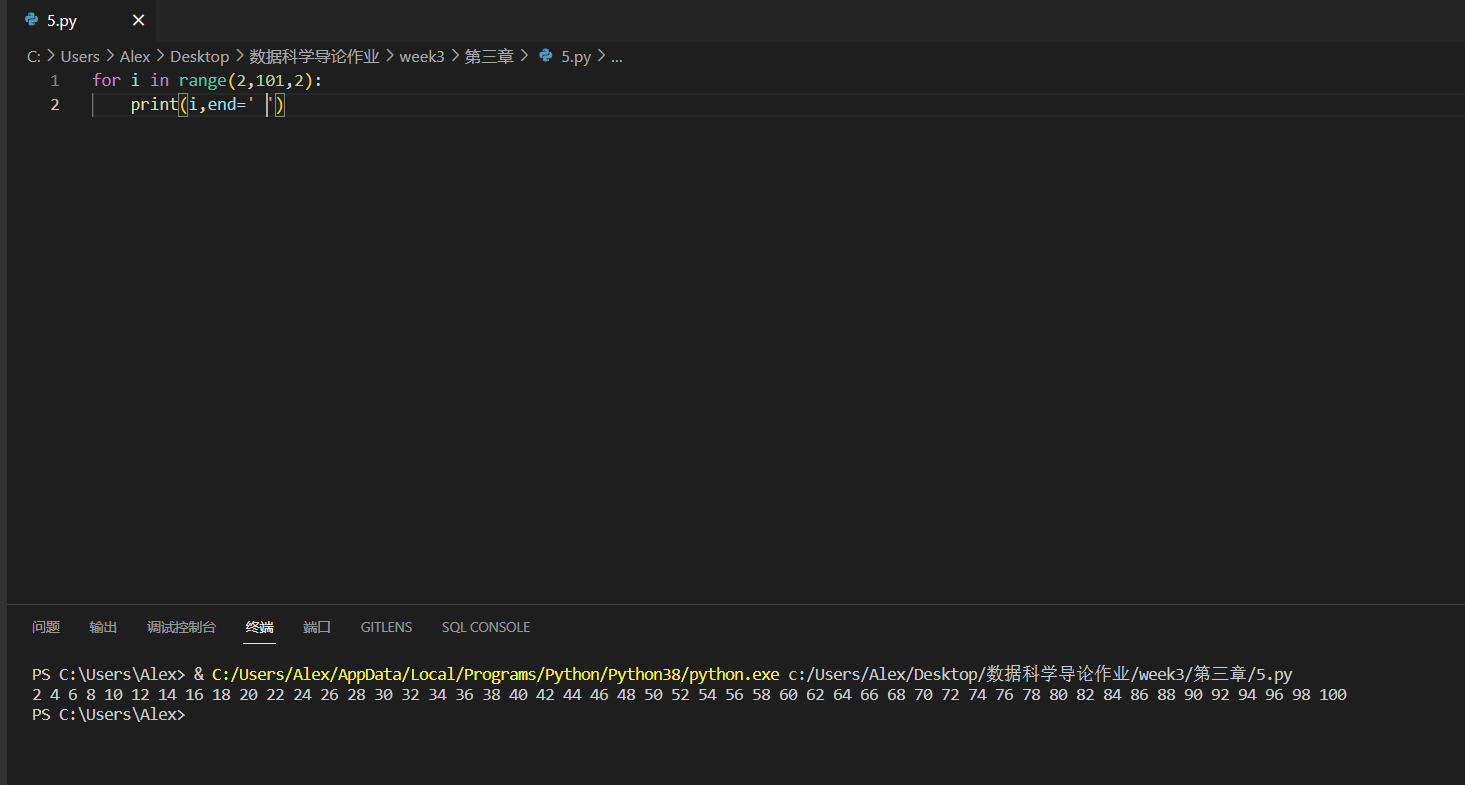 5.py
C: > Users > Alex > Desktop > 数据科学导论作业 > week3 > 第三章 > 5.py > ...
1 for i in range(2,101,2):
2     print(i,end=' ')
问题 输出 调试控制台 终端 端口 GITLENS SQL CONSOLE
PS C:\Users\Alex> & C:/Users/Alex/AppData/Local/Programs/Python/Python38/python.exe c:/Users/Alex/Desktop/数据科学导论作业/week3/第三章/5.py
2 4 6 8 10 12 14 16 18 20 22 24 26 28 30 32 34 36 38 40 42 44 46 48 50 52 54 56 58 60 62 64 66 68 70 72 74 76 78 80 82 84 86 88 90 92 94 96 98 100
PS C:\Users\Alex>